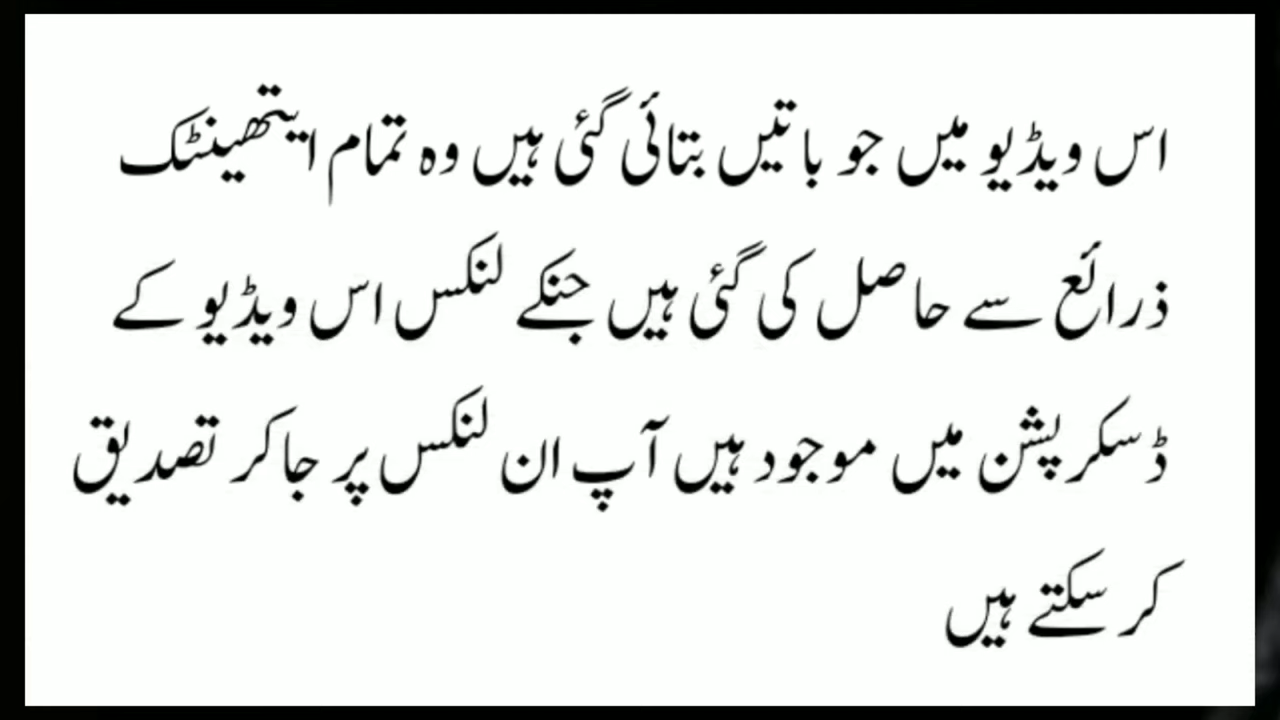 اس ویڈیو میں جو باتیں بتائی گئی ہیں وہ تمام ایتھینٹک
ذرائع سے حاصل کی گئی ہیں جنکے لنکس اس ویڈیو کے
ڈسکرپشن میں موجود ہیں آپ ان لنکس پر جاکر تصدیق
کر سکتے ہیں